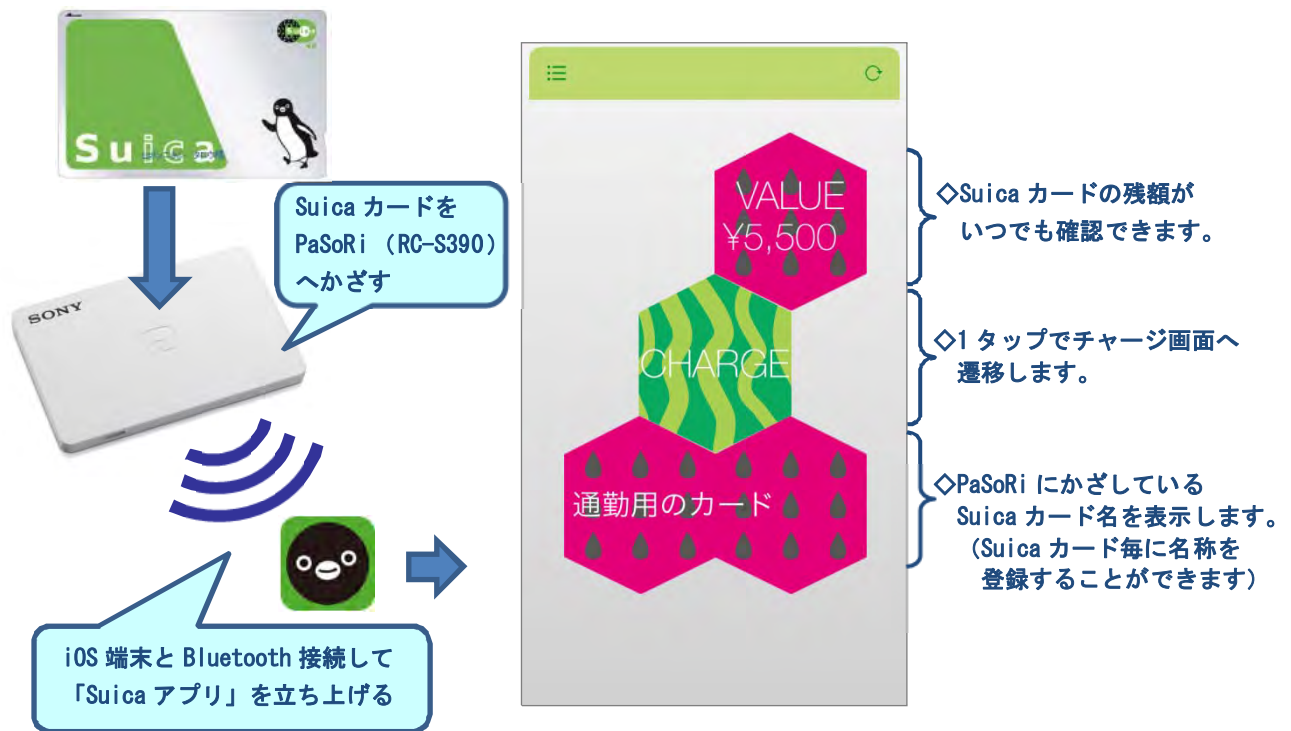 Suica
Suica カードを
PaSoRi（RC-S390）
へかざす
SONY
iOS 端末と Bluetooth 接続して
「Suica アプリ」を立ち上げる
VALUE
¥5,500
CHARGE
通勤用のカード
◇Suica カードの残額が
いつでも確認できます。
◇1 タップでチャージ画面へ
遷移します。
◇PaSoRi にかざしている
Suica カード名を表示します。
（Suica カード毎に名称を
登録することができます）